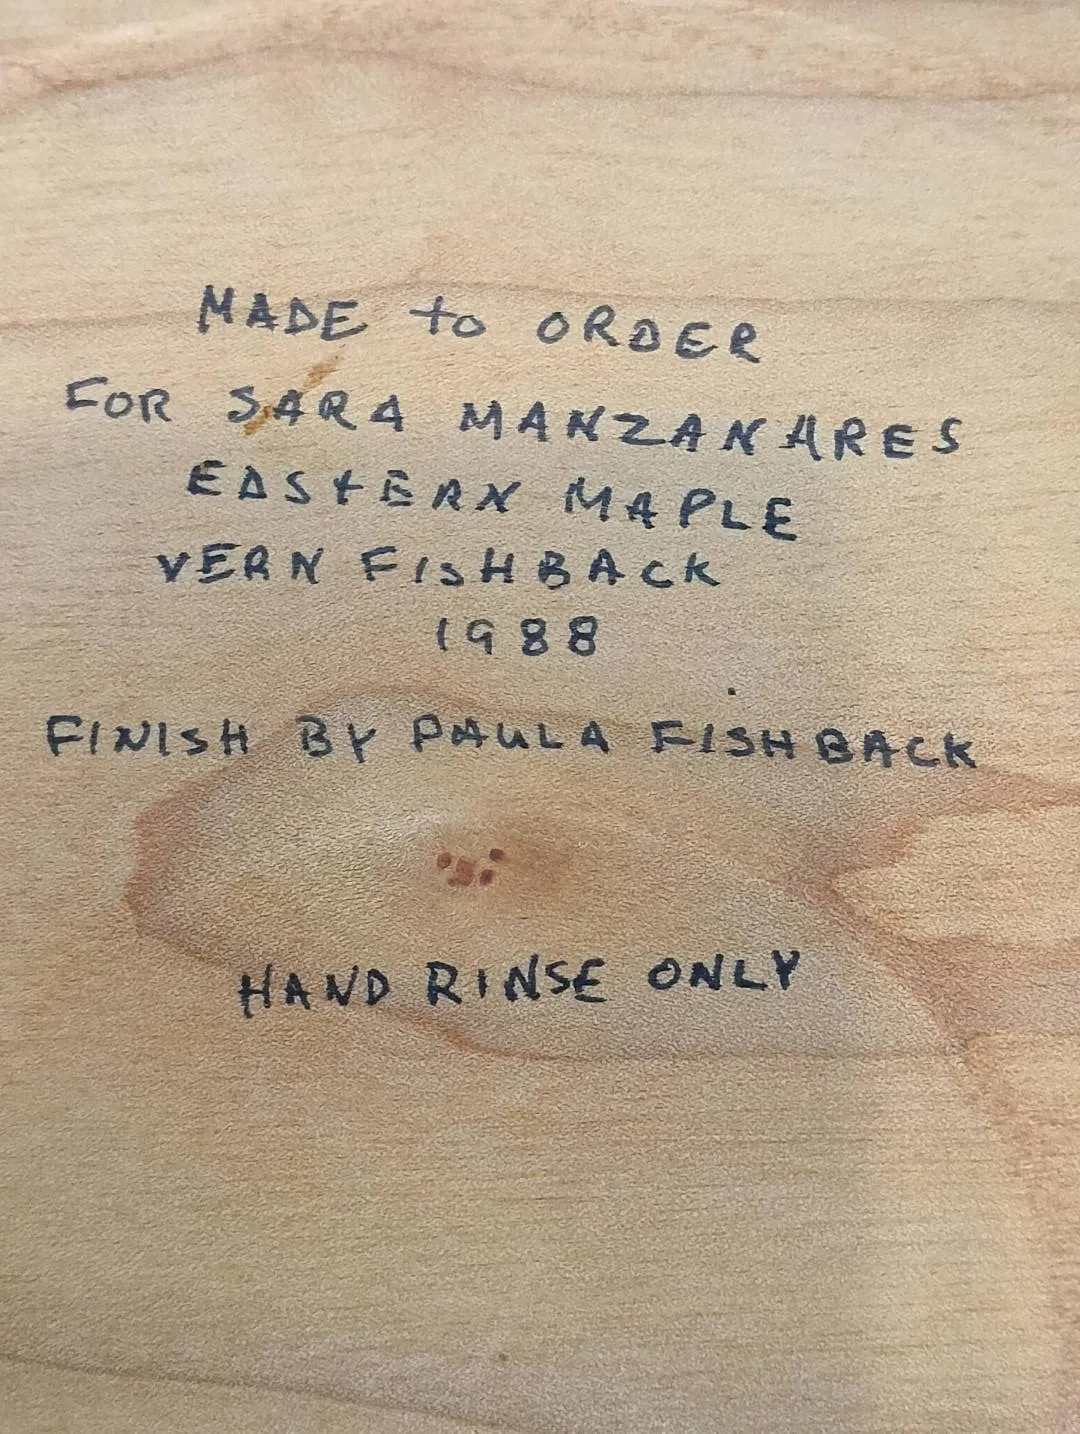 MADE to ORDER
FOR SARA MANZANARES
EASTERN MAPLE
VERN FISHBACK
1988
FINISH BY PAULA FISHBACK
HAND RINSE ONLY